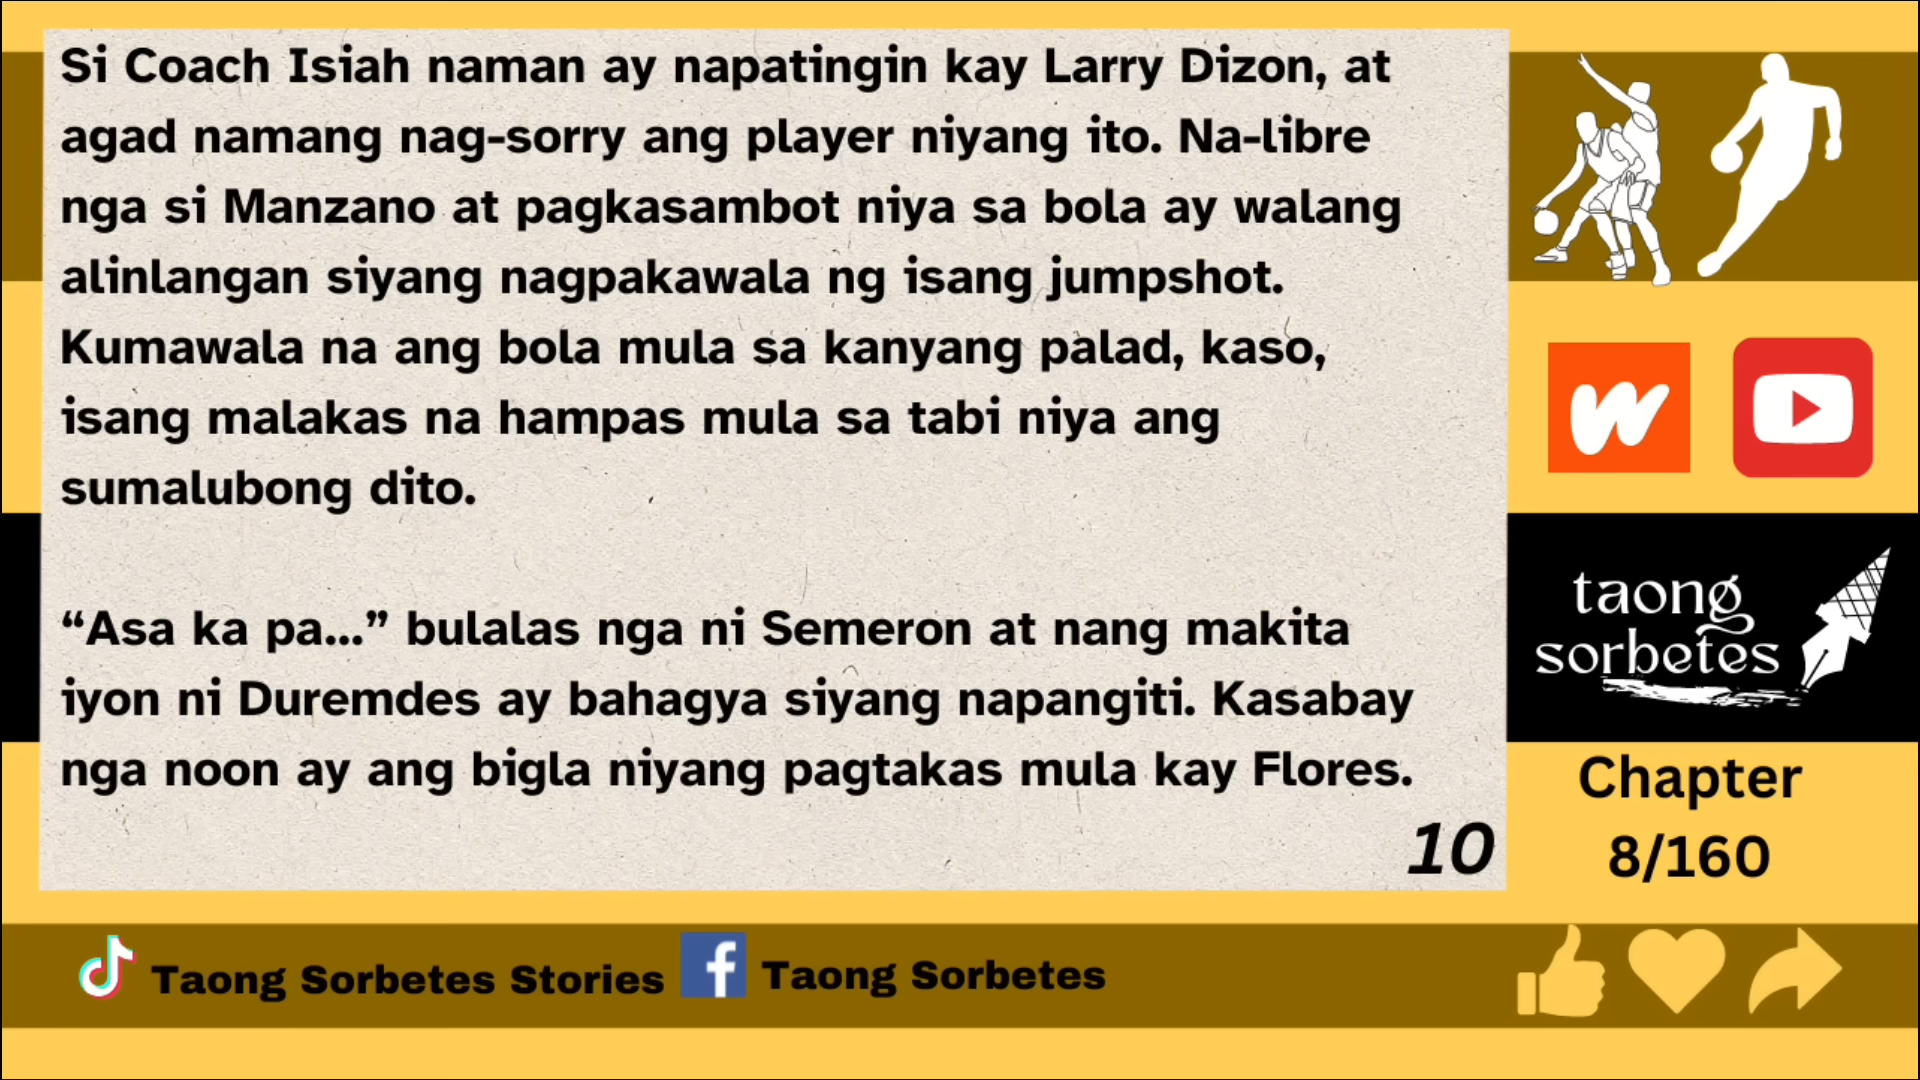 Si Coach Isiah naman ay napatingin kay Larry Dizon, at
agad namang nag-sorry ang player niyang ito. Na-libre
nga si Manzano at pagkasambot niya sa bola ay walang
alinlangan siyang nagpakawala ng isang jumpshot.
Kumawala na ang bola mula sa kanyang palad, kaso,
isang malakas na hampas mula sa tabi niya ang
sumalubong dito.
“Asa ka pa...” bulalas nga ni Semeron at nang makita
iyon ni Duremdes ay bahagya siyang napangiti. Kasabay
nga noon ay ang bigla niyang pagtakas mula kay Flores.
10
taong
sorbetes
Chapter
8/160
Taong Sorbetes Stories
Taong Sorbetes